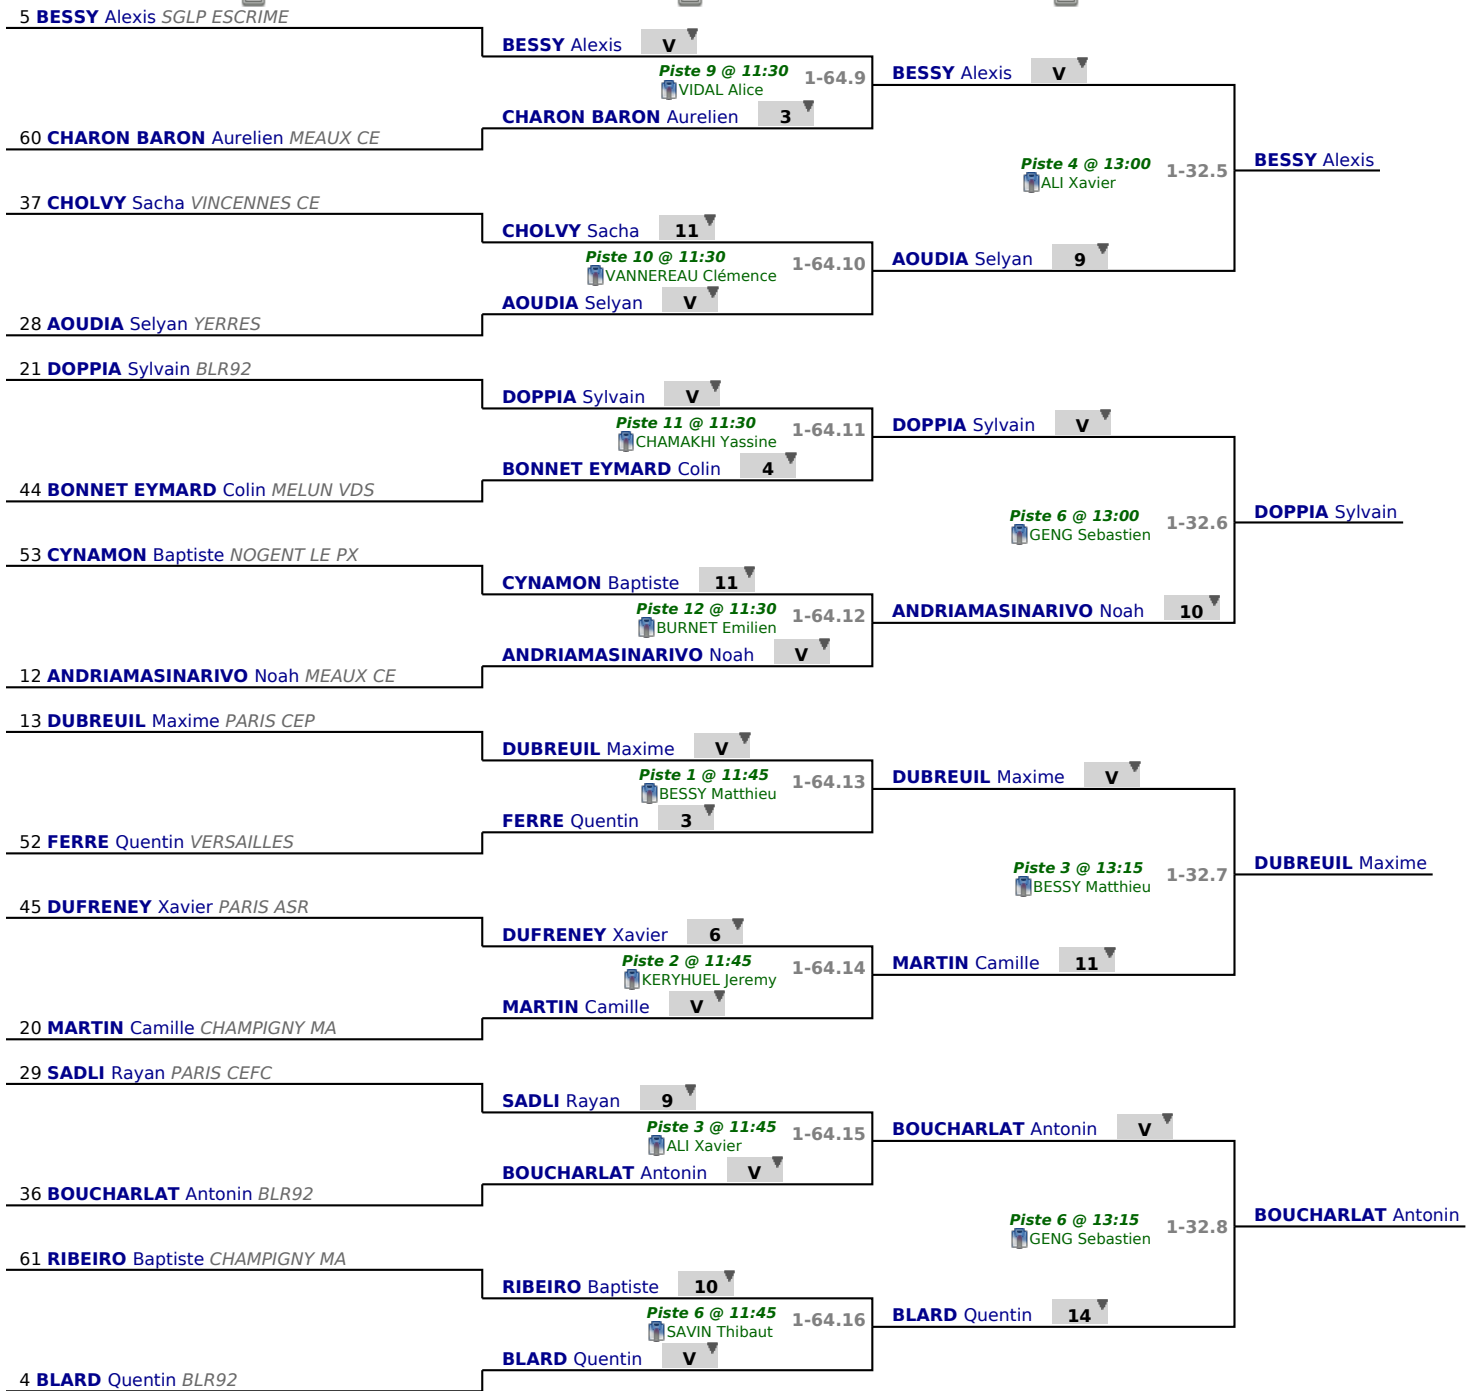 5 BESSY Alexis SGLP ESCRIME
BESSY Alexis V
Piste 9 @ 11:30
VIDAL Alice
1-64.9
BESSY Alexis V
CHARON BARON Aurelien 3
60 CHARON BARON Aurelien MEAUX CE
Piste 4 @ 13:00
ALI Xavier
1-32.5
BESSY Alexis
37 CHOLVY Sacha VINCENNES CE
CHOLVY Sacha 11
Piste 10 @ 11:30
VANNEREAU Clémence
1-64.10
AOUDIA Selyan 9
AOUDIA Selyan V
28 AOUDIA Selyan YERRES
21 DOPPIA Sylvain BLR92
DOPPIA Sylvain V
Piste 11 @ 11:30
CHAMAKHI Yassine
1-64.11
DOPPIA Sylvain V
BONNET EYMARD Colin 4
44 BONNET EYMARD Colin MELUN VDS
Piste 6 @ 13:00
GENG Sebastien
1-32.6
DOPPIA Sylvain
53 CYNAMON Baptiste NOGENT LE PX
CYNAMON Baptiste 11
Piste 12 @ 11:30
BURNET Emilien
1-64.12
ANDRIAMASINARIVO Noah 10
ANDRIAMASINARIVO Noah V
12 ANDRIAMASINARIVO Noah MEAUX CE
13 DUBREUIL Maxime PARIS CEP
DUBREUIL Maxime V
Piste 1 @ 11:45
BESSY Matthieu
1-64.13
DUBREUIL Maxime V
FERRE Quentin 3
52 FERRE Quentin VERSAILLES
Piste 3 @ 13:15
BESSY Matthieu
1-32.7
DUBREUIL Maxime
45 DUFRENEY Xavier PARIS ASR
DUFRENEY Xavier 6
Piste 2 @ 11:45
KERYHUEL Jeremy
1-64.14
MARTIN Camille 11
MARTIN Camille V
20 MARTIN Camille CHAMPIGNY MA
29 SADLI Rayan PARIS CEFC
SADLI Rayan 9
Piste 3 @ 11:45
ALI Xavier
1-64.15
BOUCHARLAT Antonin V
BOUCHARLAT Antonin V
36 BOUCHARLAT Antonin BLR92
Piste 6 @ 13:15
GENG Sebastien
1-32.8
BOUCHARLAT Antonin
61 RIBEIRO Baptiste CHAMPIGNY MA
RIBEIRO Baptiste 10
Piste 6 @ 11:45
SAVIN Thibaut
1-64.16
BLARD Quentin 14
BLARD Quentin V
4 BLARD Quentin BLR92